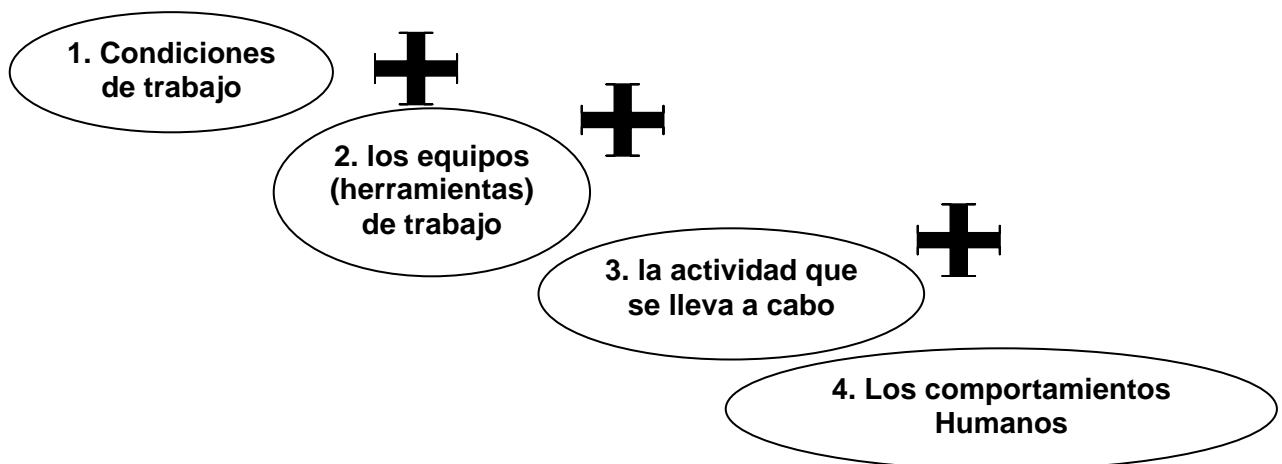 1. Condiciones
de trabajo
2. los equipos
(herramientas)
de trabajo
3. la actividad que
se lleva a cabo
4. Los comportamientos
Humanos